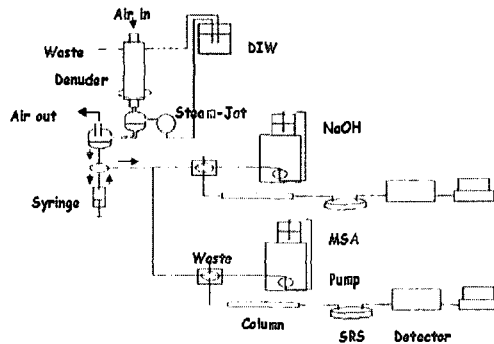 Air in
Waste
DIW
Denuder
Steam-Jet
Air out
NaOH
Syringe
MSA
Waste
Pump
Column
SRS
Detector